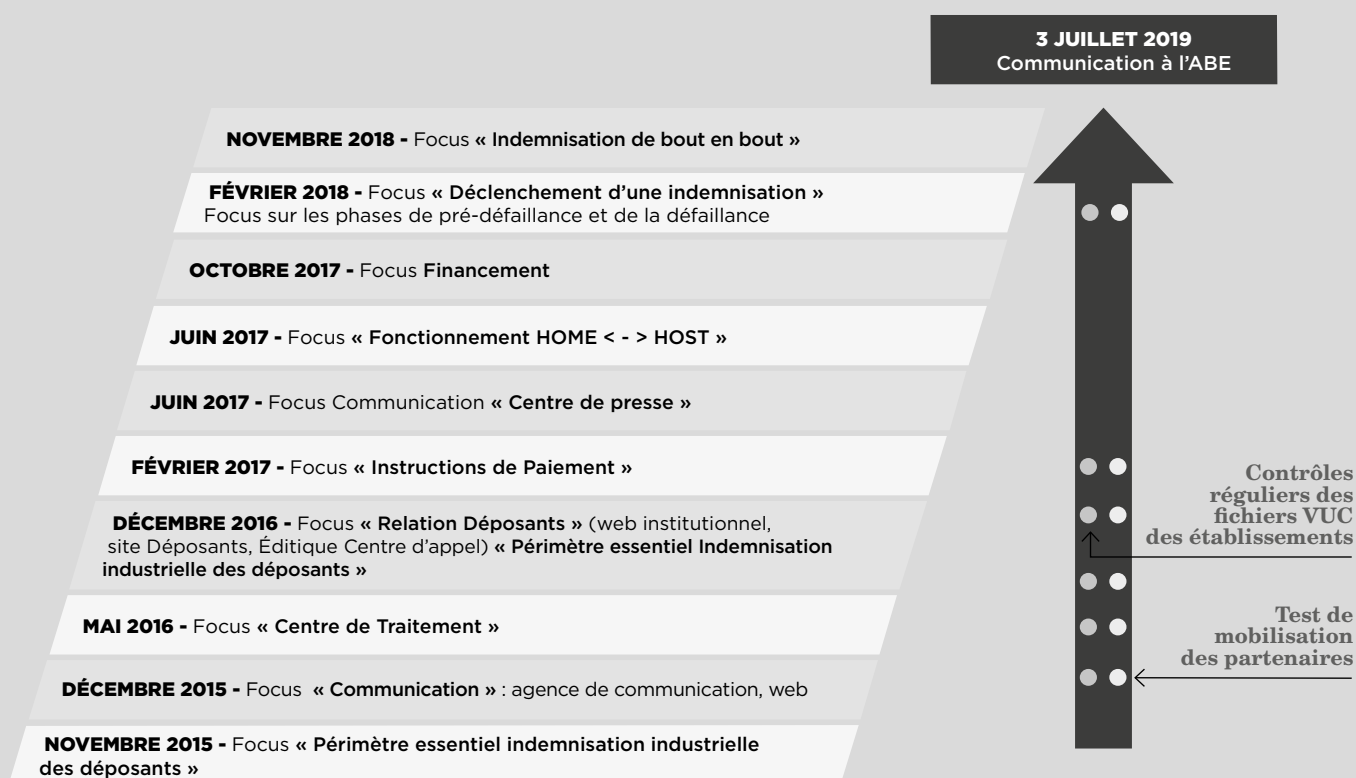 3 JUILLET 2019
Communication à l'ABE
NOVEMBRE 2018 - Focus « Indemnisation de bout en bout »
FÉVRIER 2018 - Focus « Déclenchement d'une indemnisation »
Focus sur les phases de pré-défaillance et de la défaillance
OCTOBRE 2017 - Focus Financement
JUIN 2017 - Focus « Fonctionnement HOME < - > HOST »
JUIN 2017 - Focus Communication « Centre de presse »
FÉVRIER 2017 - Focus « Instructions de Paiement »
DÉCEMBRE 2016 - Focus « Relation Déposants » (web institutionnel,
site Déposants, Éditique Centre d'appel) « Périmètre essentiel Indemnisation
industrielle des déposants »
MAI 2016 - Focus « Centre de Traitement »
DÉCEMBRE 2015 - Focus « Communication » : agence de communication, web
NOVEMBRE 2015 - Focus « Périmètre essentiel indemnisation industrielle
des déposants »
Contrôles
réguliers des
fichiers VUC
des établissements
Test de
mobilisation
des partenaires